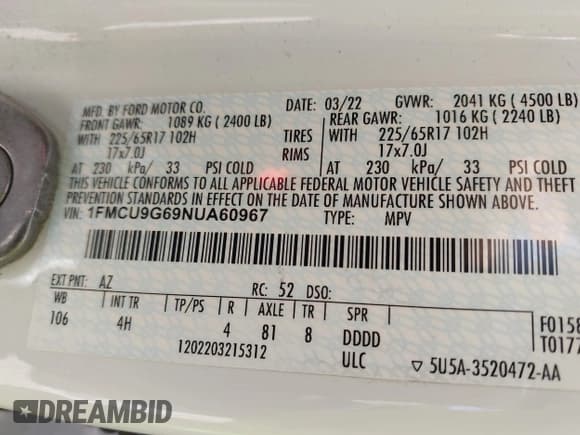 MFD. BY FORD MOTOR CO. DATE: 03/22 GVWR: 2041 KG ( 4500 LB)
FRONT GAWR: 1089 KG ( 2400 LB) REAR GAWR: 1016 KG ( 2240 LB)
WITH 225/65R17 102H TIRES WITH 225/65R17 102H
17x7.0J RIMS 17x7.0J
AT 230 kPa/ 33 PSI COLD AT 230 kPa/ 33 PSI COLD
THIS VEHICLE CONFORMS TO ALL APPLICABLE FEDERAL MOTOR VEHICLE SAFETY AND THEFT
PREVENTION STANDARDS IN EFFECT ON THE DATE OF MANUFACTURE SHOWN ABOVE.
VIN: 1FMCU9G69NUA60967 TYPE: MPV
EXT PNT: AZ RC: 52 DSO:
WB INT TR TP/PS R AXLE TR SPR
106 4H 4 81 8 DDDD
1202203215312 ULC
F0158
T0177
▽ 5U5A-3520472-AA
DREAMBID